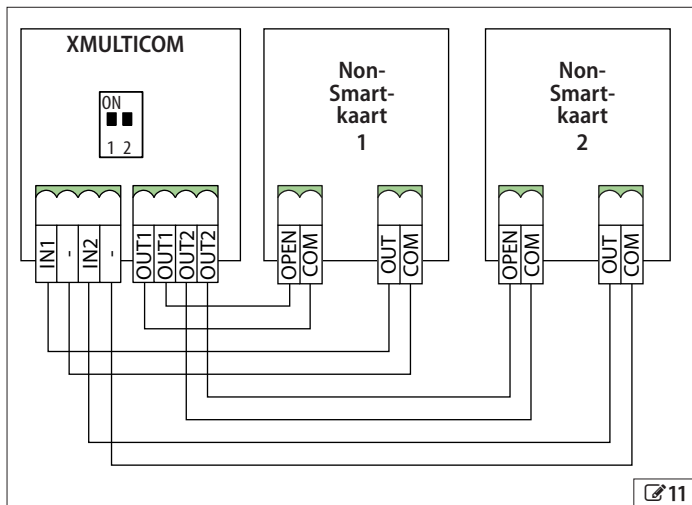 XMULTICOM
ON
1 2
IN1
-
IN2
-
OUT1
OUT1
OUT2
OUT2
Non-
Smart-
kaart
1
OPEN
COM
OUT
COM
Non-
Smart-
kaart
2
OPEN
COM
OUT
COM
11